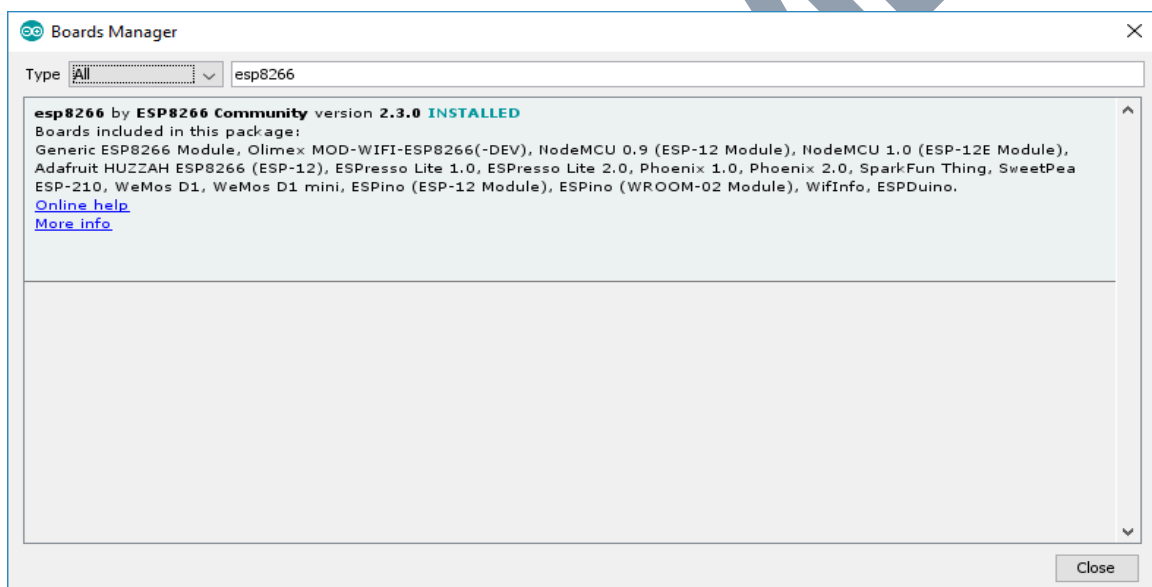 Boards Manager
Type All esp8266
esp8266 by ESP8266 Community version 2.3.0 INSTALLED
Boards included in this package:
Generic ESP8266 Module, Olimex MOD-WIFI-ESP8266(-DEV), NodeMCU 0.9 (ESP-12 Module), NodeMCU 1.0 (ESP-12E Module),
Adafruit HUZZAH ESP8266 (ESP-12), ESPresso Lite 1.0, ESPresso Lite 2.0, Phoenix 1.0, Phoenix 2.0, SparkFun Thing, SweetPea
ESP-210, WeMos D1, WeMos D1 mini, ESPino (ESP-12 Module), ESPino (WROOM-02 Module), WifInfo, ESPDuino.
Online help
More info
Close